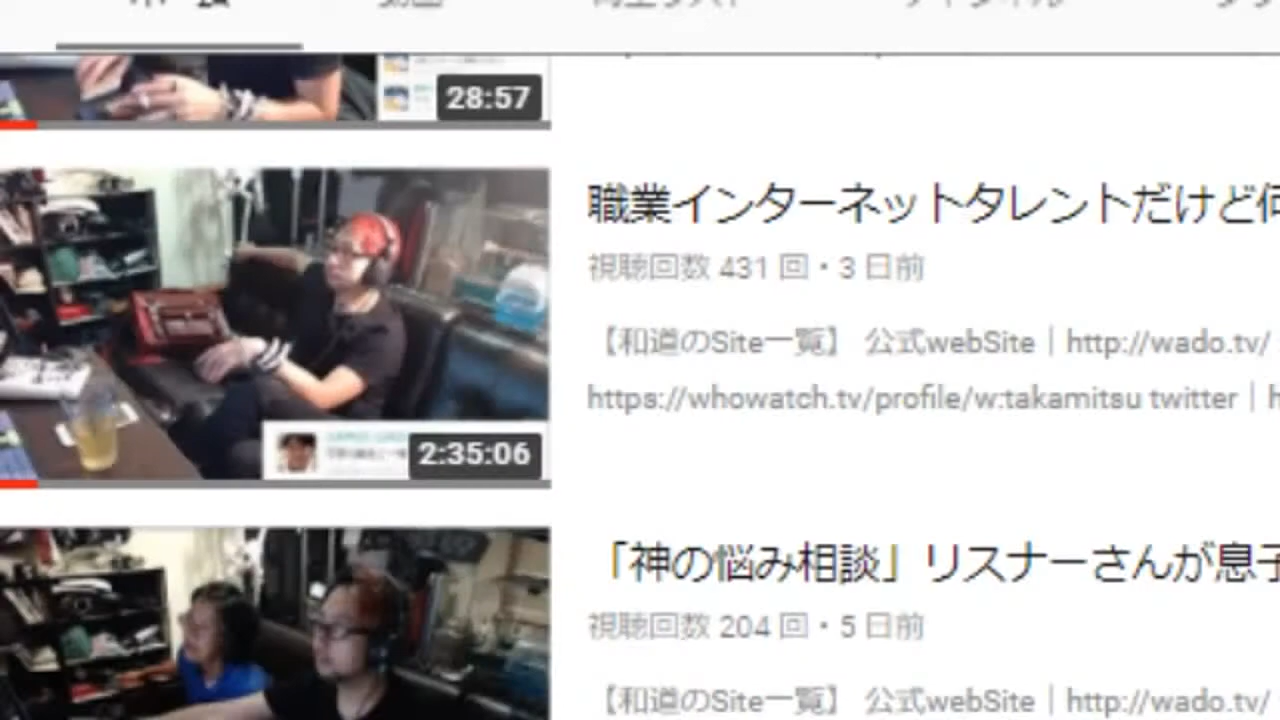 28:57
職業インターネットタレントだけど何
視聴回数 431 回・3 日前
【和道のSite一覧】 公式webSite｜http://wado.tv/
https://whowatch.tv/profile/w:takamitsu twitter｜h
2:35:06
「神の悩み相談」リスナーさんが息子
視聴回数 204 回・5 日前
【和道のSite一覧】 公式webSite｜http://wado.tv/